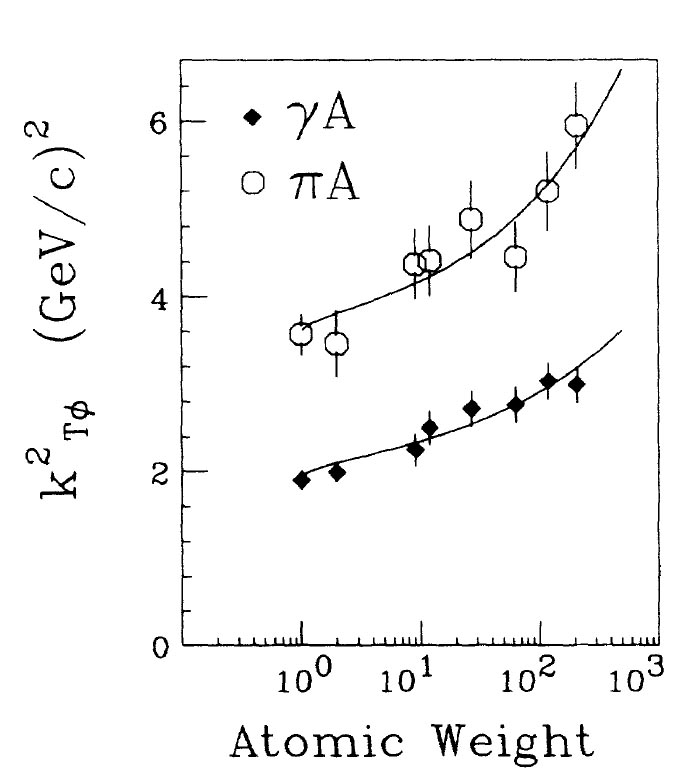 γA
πA
6
4
2
0
k²Tϕ (GeV/c)²
10⁰ 10¹ 10² 10³
Atomic Weight